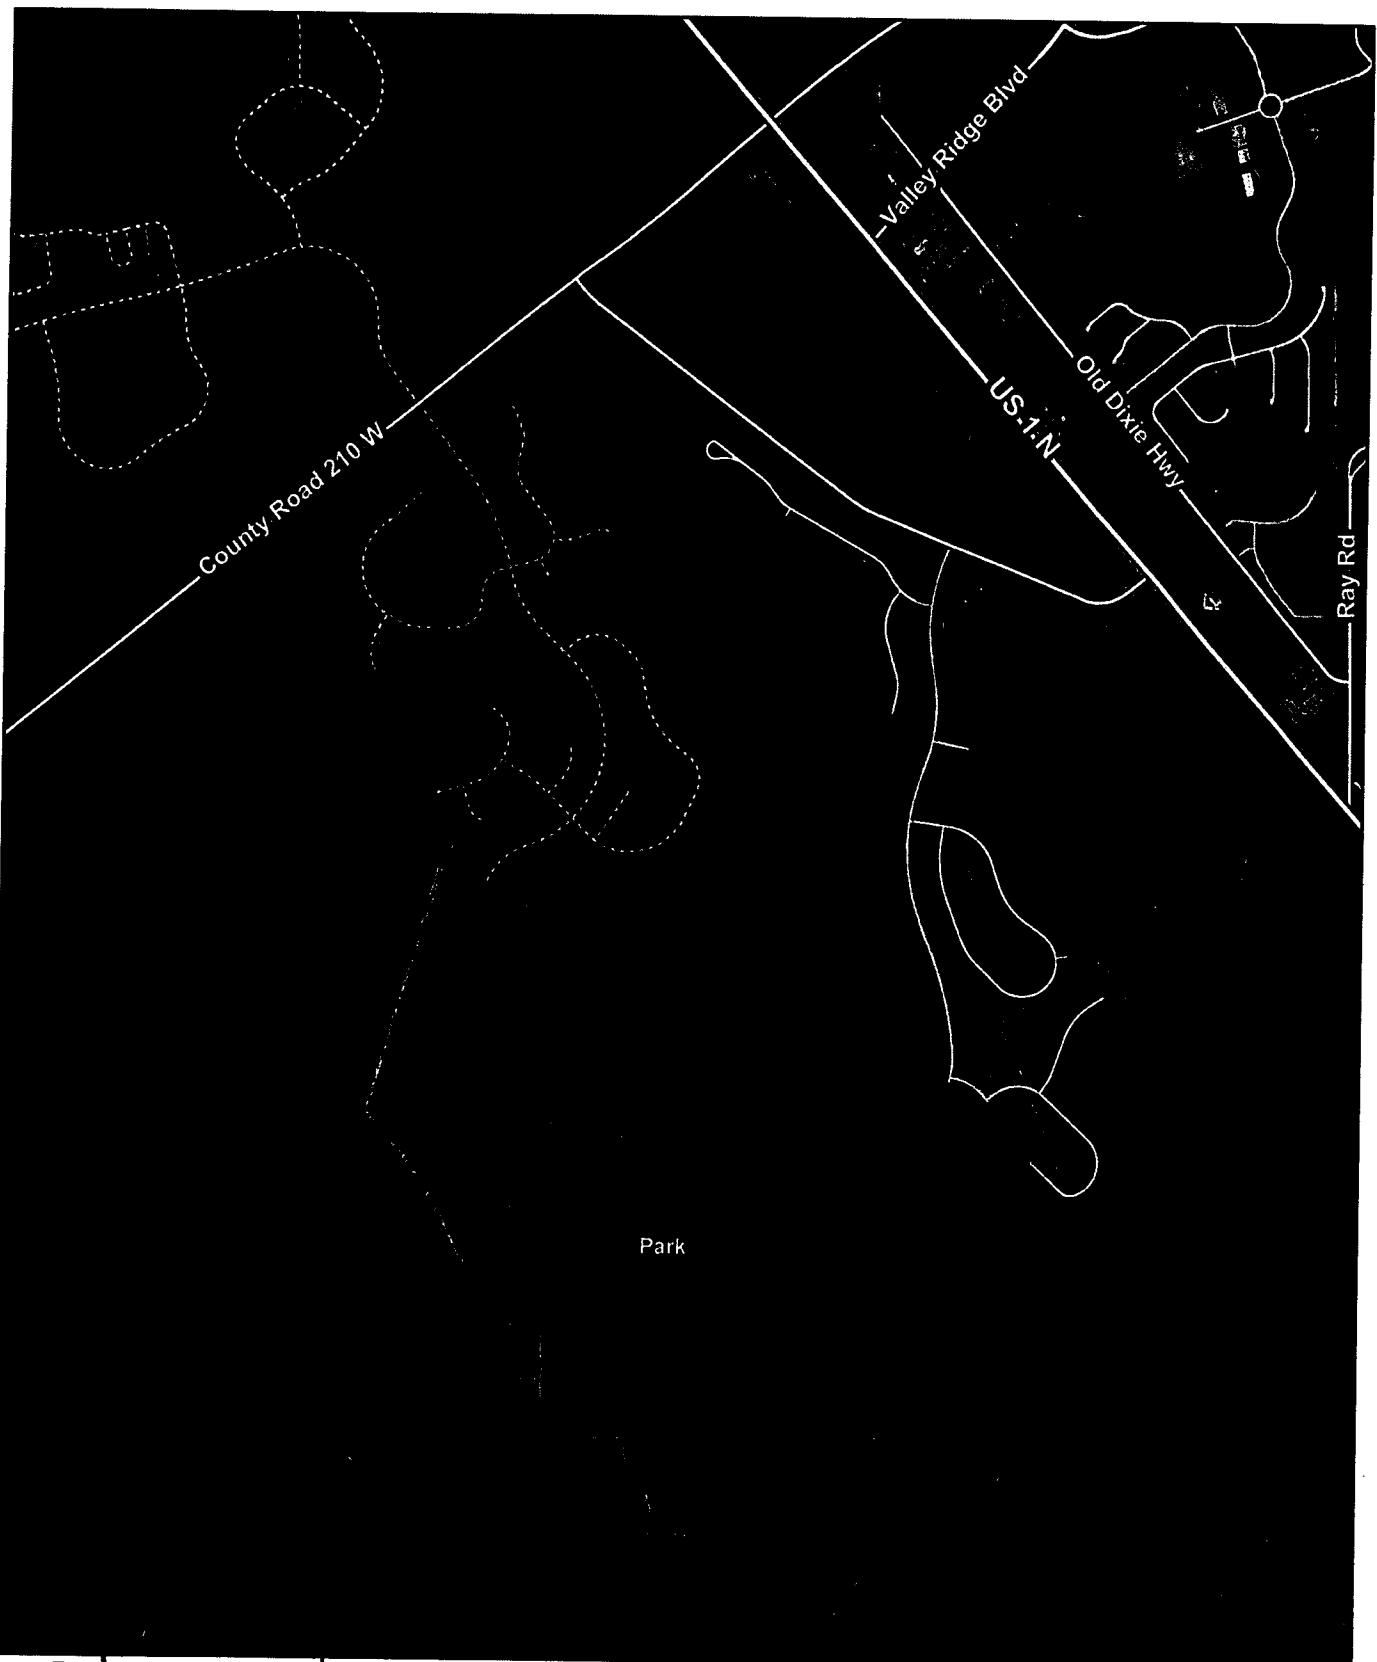 Valley Ridge Blvd
US 1 N
Old Dixie Hwy
County Road 210 W
Ray Rd
Park